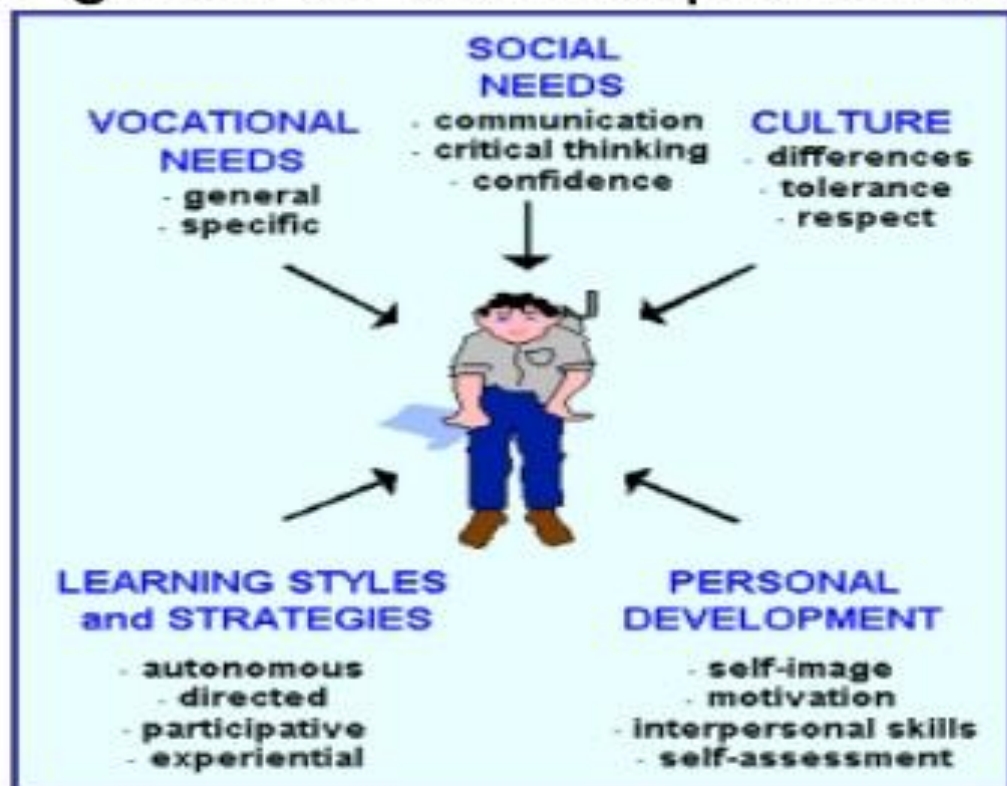 SOCIAL
NEEDS
- communication
- critical thinking
- confidence
VOCATIONAL
NEEDS
- general
- specific
CULTURE
- differences
- tolerance
- respect
LEARNING STYLES
and STRATEGIES
- autonomous
- directed
- participative
- experiential
PERSONAL
DEVELOPMENT
- self-image
- motivation
- interpersonal skills
- self-assessment